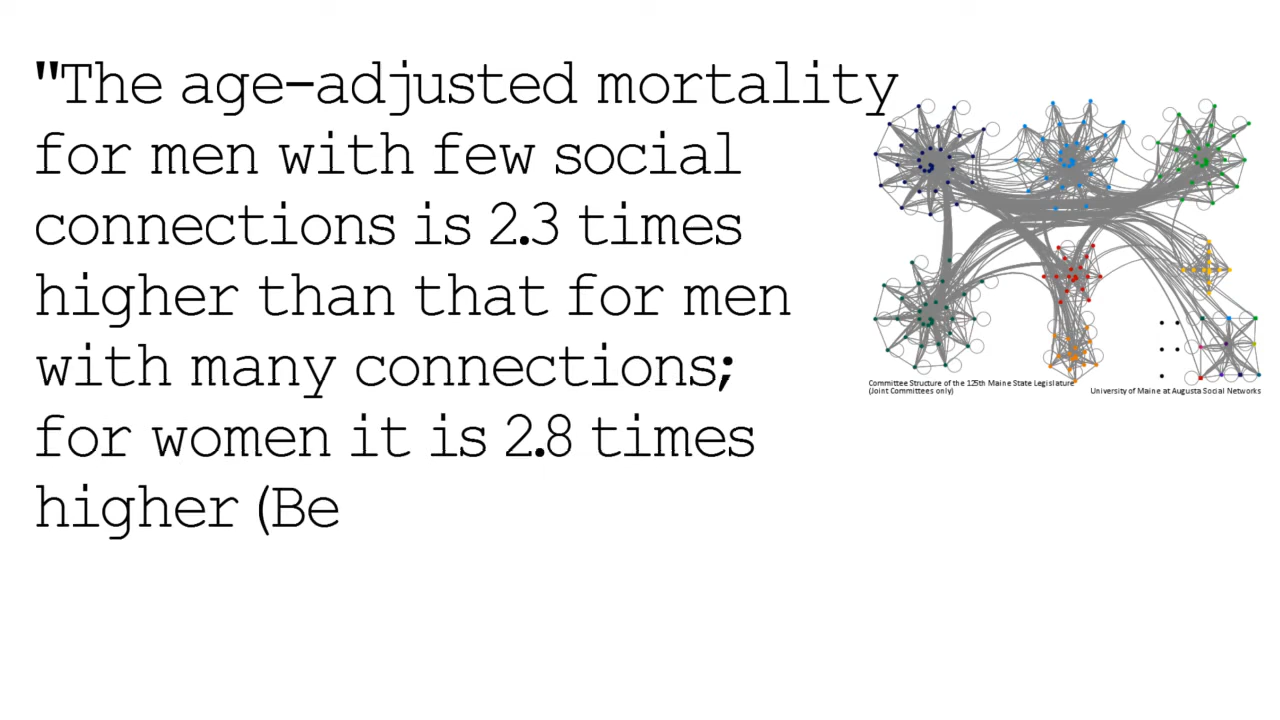 "The age-adjusted mortality
for men with few social
connections is 2.3 times
higher than that for men
with many connections;
for women it is 2.8 times
higher (Be
Committee Structure of the 125th Maine State Legislature
(Joint Committees only)
University of Maine at Augusta Social Networks